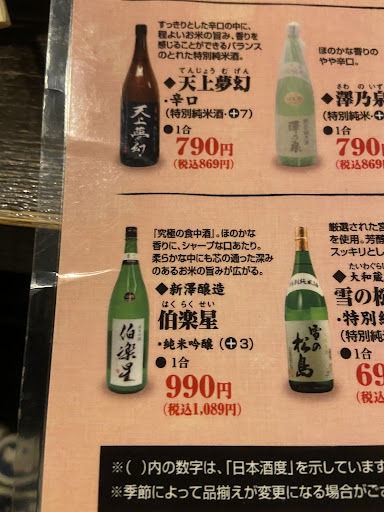 すっきりとした辛口の中に、
程よいお米の旨み、香りを
感じることができるバランス
のとれた特別純米酒。
てんじょう む げん
◆天上夢幻
・辛口
(特別純米酒・+7)
●1合
790円
(税込869円)
天上夢幻
ほのかな香りの
やや辛口。
さわ の いず
◆澤乃泉
(特別純米・
●1合
790
(税込869円
澤乃泉
「究極の食中酒」。ほのかな
香りに、シャープな口あたり。
柔らかな中にも芯の通った深み
のあるお米の旨みが広がる。
◆新澤醸造
はくらくせい
伯楽星
・純米吟醸(+3)
●1合
990円
(税込1,089円)
伯楽星
厳選された宮
を使用。芳醇
スッキリとし
たいわぐら
◆大和蔵
雪の松
・特別純
●1合
69
(税込
特別純米酒
雪の松島
※( )内の数字は、「日本酒度」を示しています
※季節によって品揃えが変更になる場合がござ